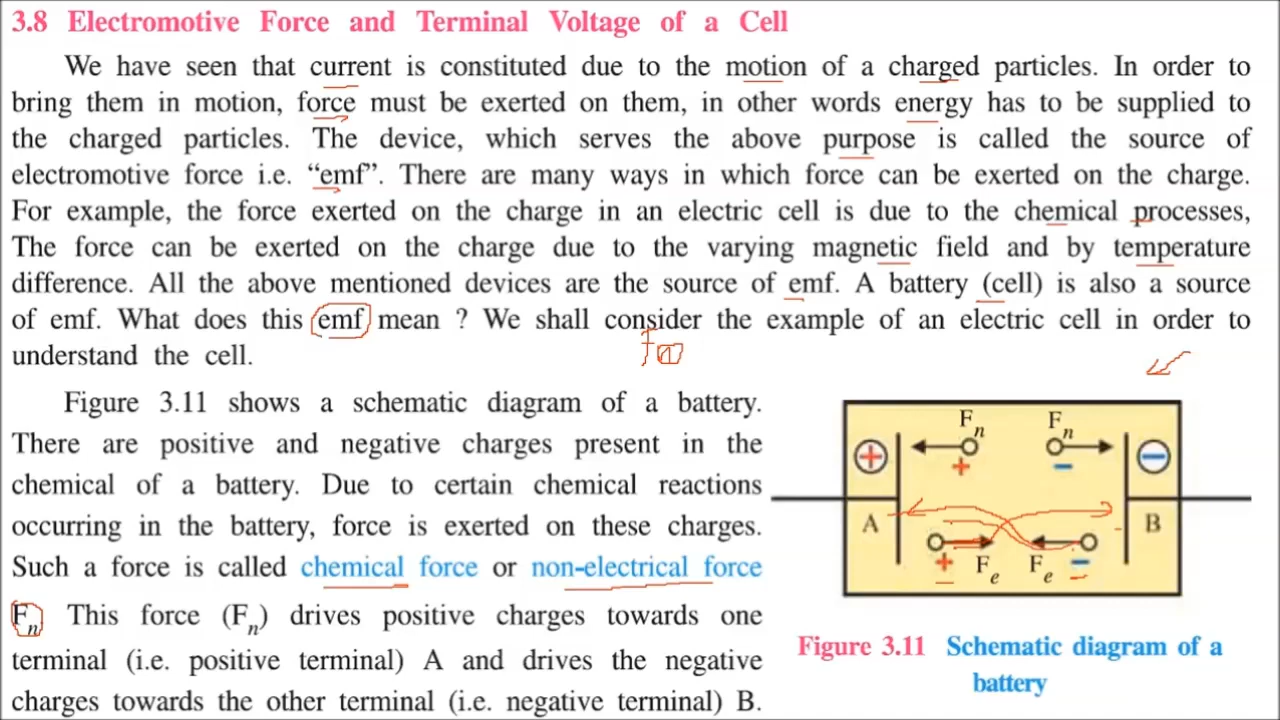 3.8 Electromotive Force and Terminal Voltage of a Cell
We have seen that current is constituted due to the motion of a charged particles. In order to
bring them in motion, force must be exerted on them, in other words energy has to be supplied to
the charged particles. The device, which serves the above purpose is called the source of
electromotive force i.e. “emf”. There are many ways in which force can be exerted on the charge.
For example, the force exerted on the charge in an electric cell is due to the chemical processes,
The force can be exerted on the charge due to the varying magnetic field and by temperature
difference. All the above mentioned devices are the source of emf. A battery (cell) is also a source
of emf. What does this emf mean ? We shall consider the example of an electric cell in order to
understand the cell.
Figure 3.11 shows a schematic diagram of a battery.
There are positive and negative charges present in the
chemical of a battery. Due to certain chemical reactions
occurring in the battery, force is exerted on these charges.
Such a force is called chemical force or non-electrical force
Fn This force (Fn) drives positive charges towards one
terminal (i.e. positive terminal) A and drives the negative
charges towards the other terminal (i.e. negative terminal) B.
Fn Fn
+ + − −
A B
+ Fe Fe −
Figure 3.11 Schematic diagram of a
battery